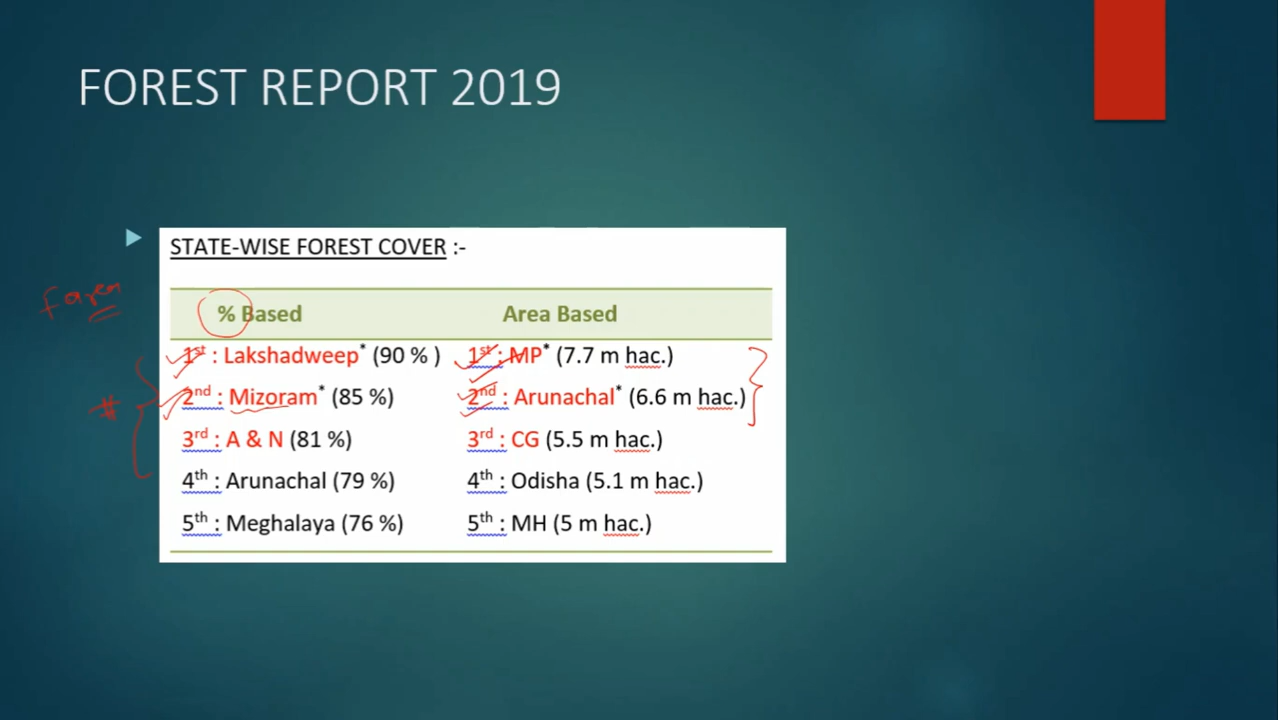 FOREST REPORT 2019
STATE-WISE FOREST COVER :-
% Based Area Based
1st : Lakshadweep* (90 % ) 1st : MP* (7.7 m hac.)
2nd : Mizoram* (85 %) 2nd : Arunachal* (6.6 m hac.)
3rd : A & N (81 %) 3rd : CG (5.5 m hac.)
#
4th : Arunachal (79 %) 4th : Odisha (5.1 m hac.)
5th : Meghalaya (76 %) 5th : MH (5 m hac.)